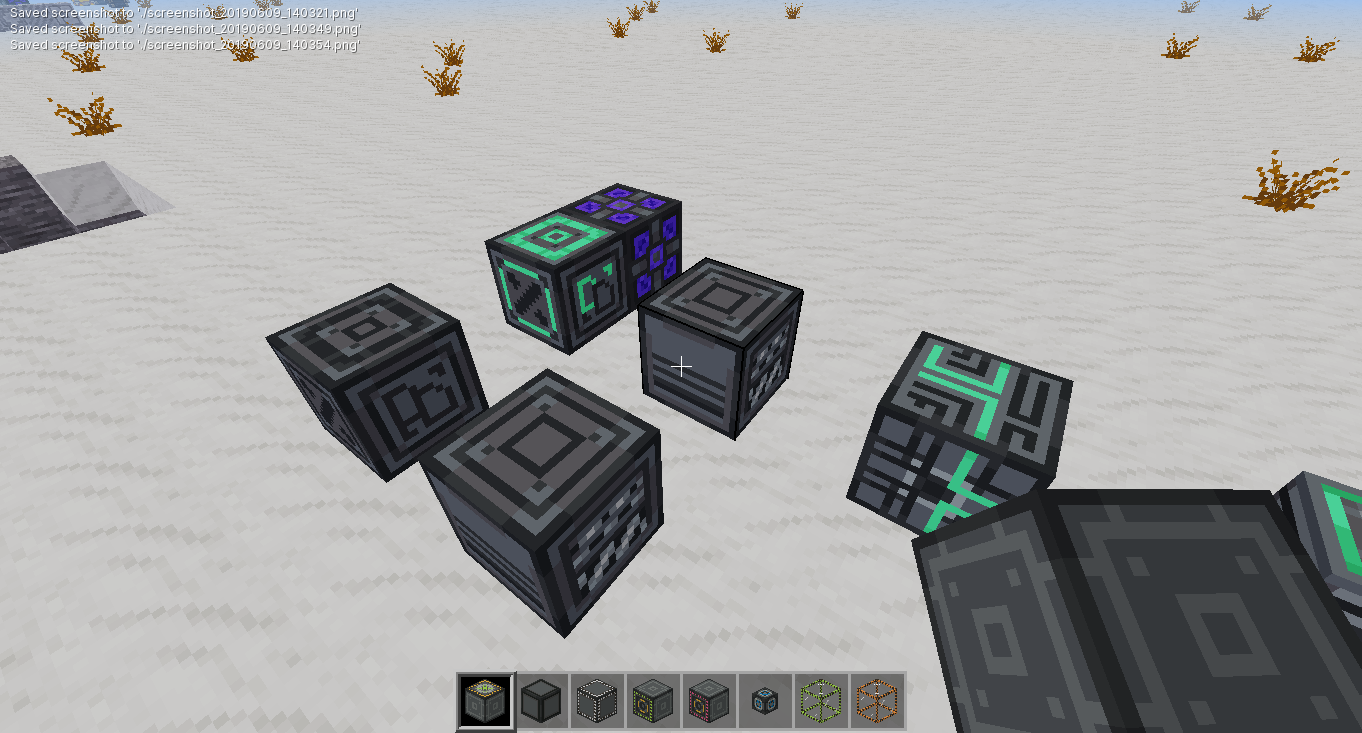 Saved screenshot to './screenshot_20190609_140321.png'
Saved screenshot to './screenshot_20190609_140349.png'
Saved screenshot to './screenshot_20190609_140354.png'